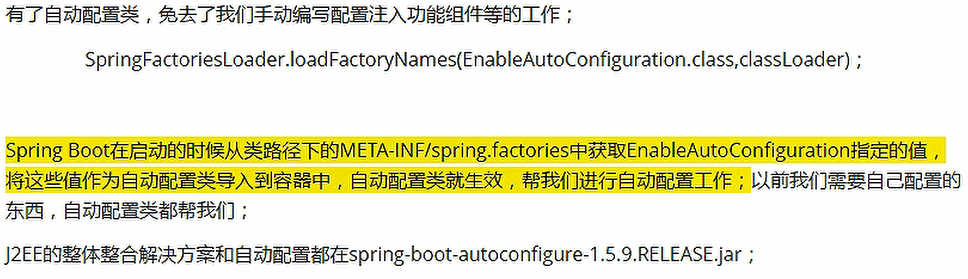 有了自动配置类，免去了我们手动编写配置注入功能组件等的工作；
SpringFactoriesLoader.loadFactoryNames(EnableAutoConfiguration.class,classLoader)；
Spring Boot在启动的时候从类路径下的META-INF/spring.factories中获取EnableAutoConfiguration指定的值，
将这些值作为自动配置类导入到容器中，自动配置类就生效，帮我们进行自动配置工作；以前我们需要自己配置的
东西，自动配置类都帮我们；
J2EE的整体整合解决方案和自动配置都在spring-boot-autoconfigure-1.5.9.RELEASE.jar；